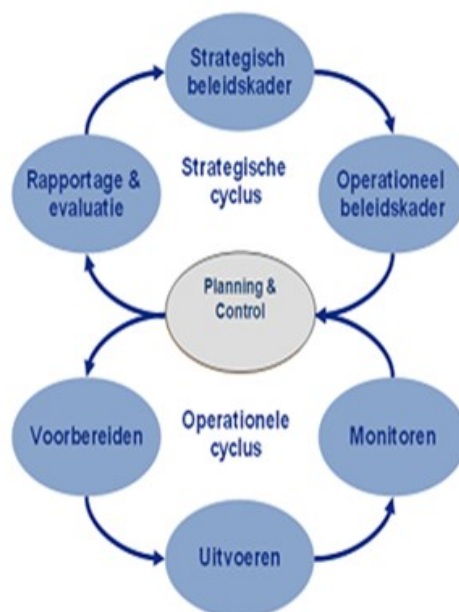 Strategisch
beleidskader
Rapportage &
evaluatie
Strategische
cyclus
Operationeel
beleidskader
Planning &
Control
Voorbereiden
Operationele
cyclus
Monitoren
Uitvoeren